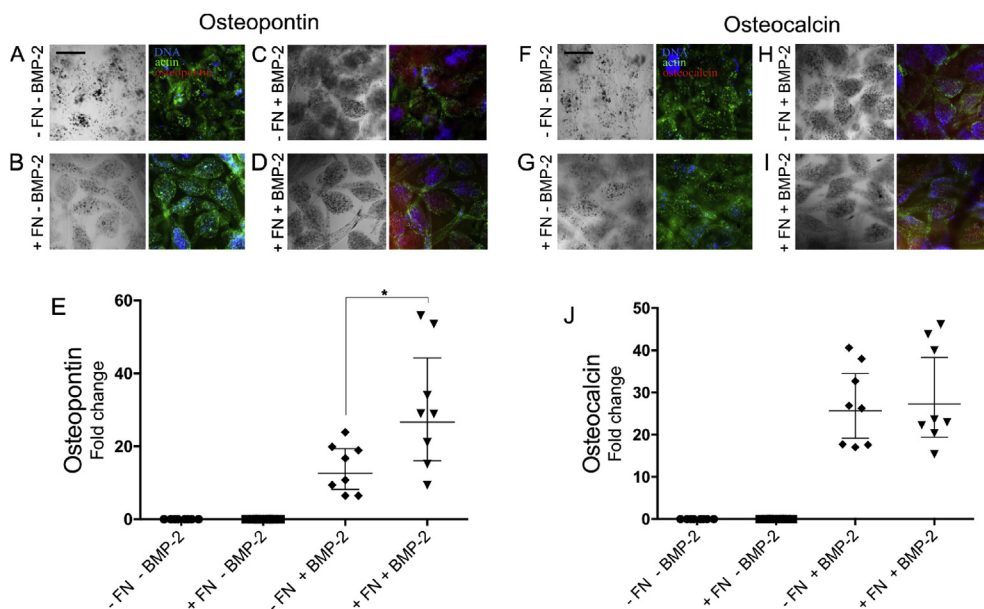 Osteopontin
Osteocalcin
A
- FN - BMP-2
DNA
actin
osteopontin
C
- FN + BMP-2
B
+ FN - BMP-2
D
+ FN + BMP-2
F
- FN - BMP-2
DNA
actin
osteocalcin
H
- FN + BMP-2
G
+ FN - BMP-2
I
+ FN + BMP-2
E
Osteopontin
Fold change
60
40
20
0
*
- FN - BMP-2
+ FN - BMP-2
- FN + BMP-2
+ FN + BMP-2
J
Osteocalcin
Fold change
50
40
30
20
10
0
- FN - BMP-2
+ FN - BMP-2
- FN + BMP-2
+ FN + BMP-2